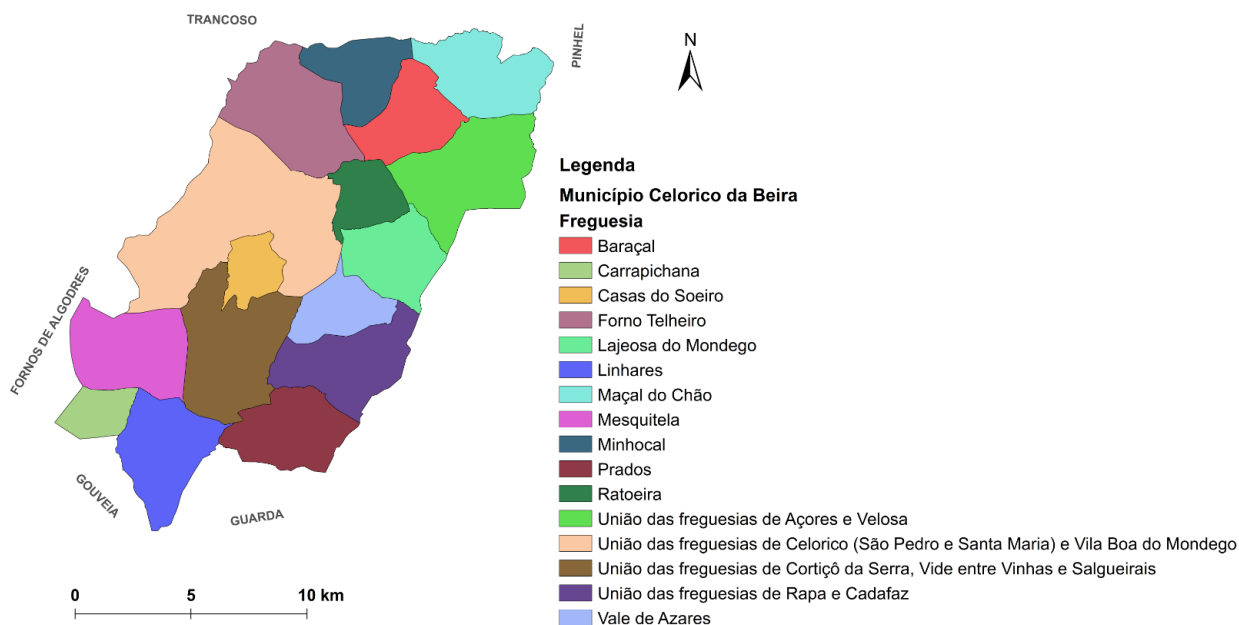 TRANCOSO
PINHEL
N
FORNOS DE ALGODRES
GOUVEIA
GUARDA
Legenda
Município Celorico da Beira
Freguesia
Baraçal
Carrapichana
Casas do Soeiro
Forno Telheiro
Lajeosa do Mondego
Linhares
Maçal do Chão
Mesquitela
Minhocal
Prados
Ratoeira
União das freguesias de Açores e Velosa
União das freguesias de Celorico (São Pedro e Santa Maria) e Vila Boa do Mondego
União das freguesias de Cortiçô da Serra, Vide entre Vinhas e Salgueirais
União das freguesias de Rapa e Cadafaz
Vale de Azares
0 5 10 km